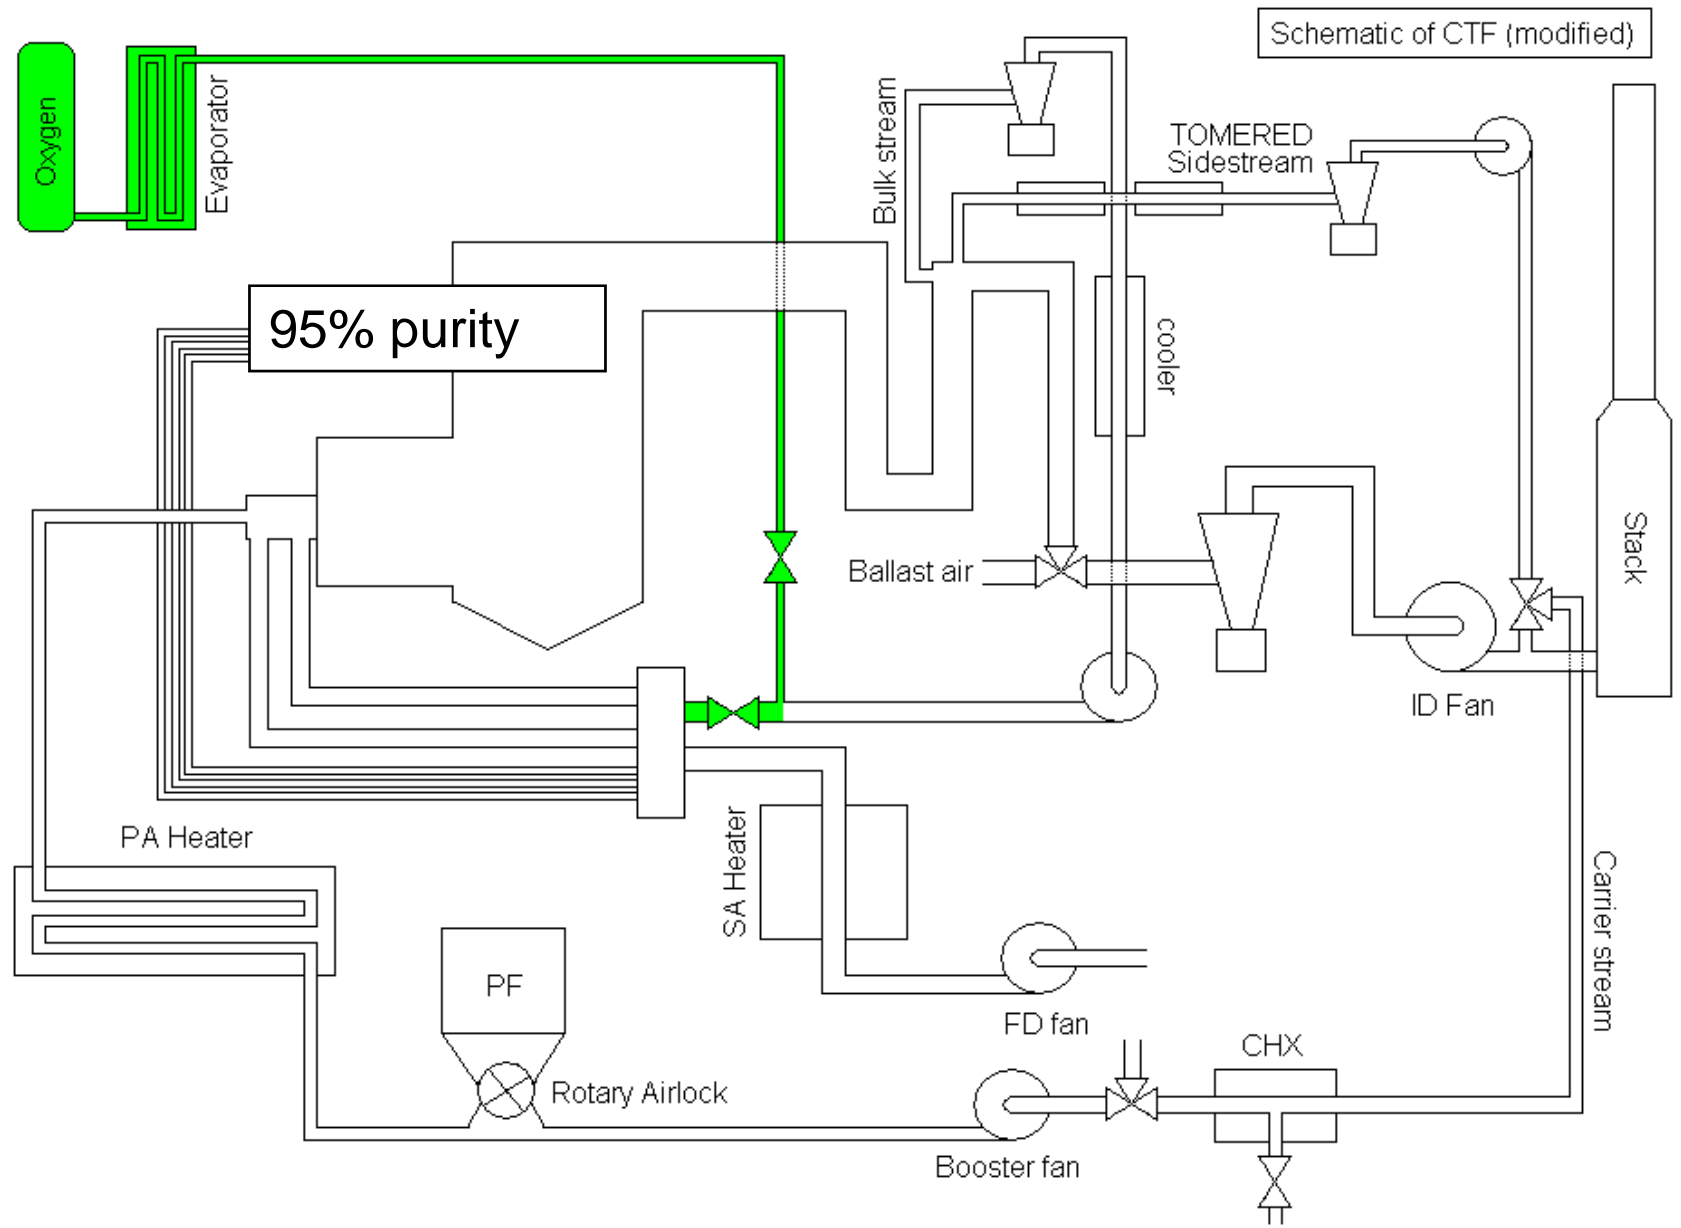 Schematic of CTF (modified)
Oxygen
Evaporator
Bulk stream
TOMERED
Sidestream
95% purity
cooler
Stack
Ballast air
ID Fan
PA Heater
SA Heater
Carrier stream
PF
FD fan
CHX
Rotary Airlock
Booster fan